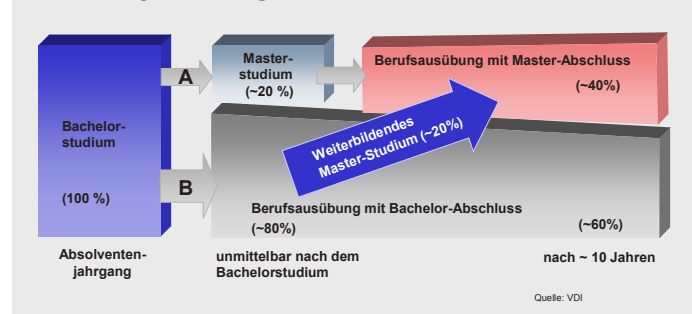 Bachelor-
studium
(100 %)
A
B
Master-
studium
(~20 %)
Berufsausübung mit Master-Abschluss
(~40%)
Weiterbildendes
Master-Studium (~20%)
Berufsausübung mit Bachelor-Abschluss
(~80%)
(~60%)
Absolventen-
jahrgang
unmittelbar nach dem
Bachelorstudium
nach ~ 10 Jahren
Quelle: VDI